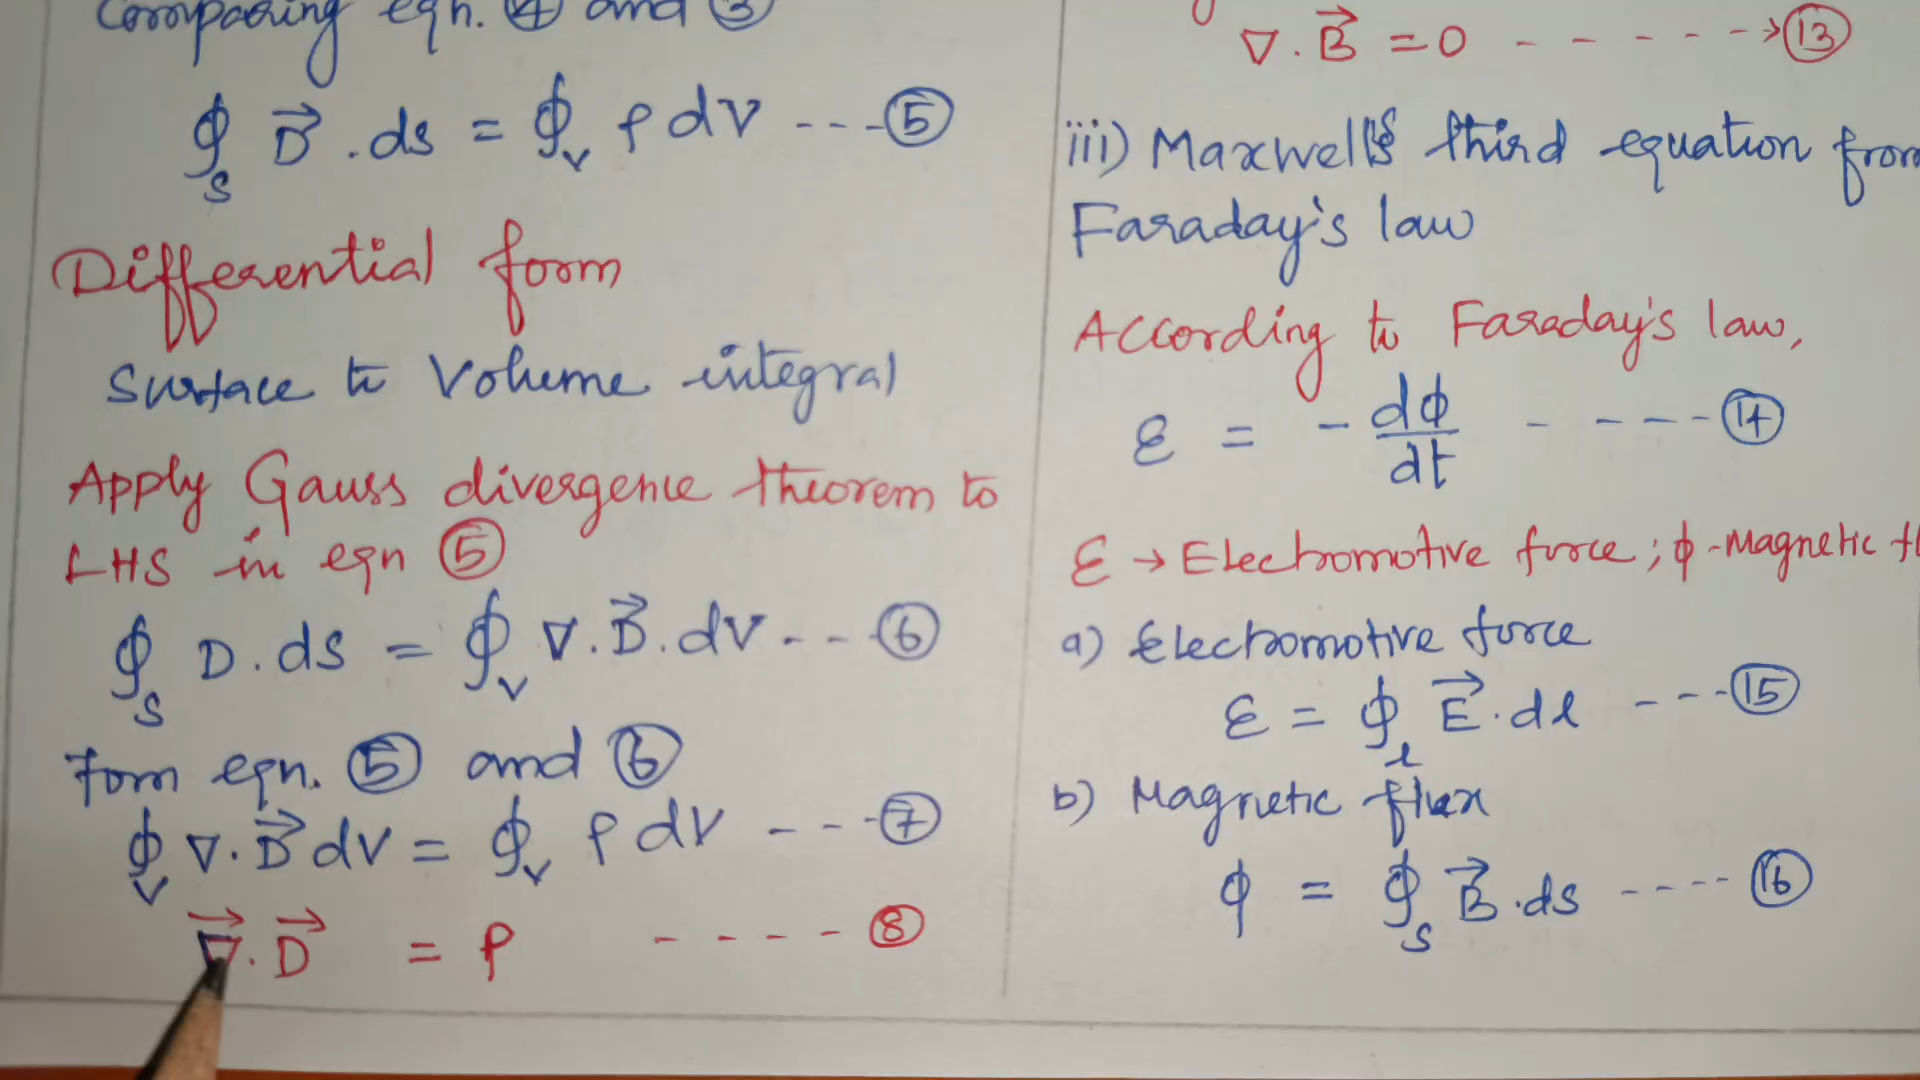 Comparing eqn. ④ and ③
∮s D⃗ . ds = ∮v ρ dV ---⑤
Differential form
Surface to Volume integral
Apply Gauss divergence theorem to
LHS in eqn ⑤
∮s D . ds = ∮v ∇ . D⃗ . dV --- ⑥
Form eqn. ⑤ and ⑥
∮v ∇ . D⃗ dV = ∮v ρ dV ---⑦
∇⃗ . D⃗ = ρ ---- ⑧
∇ . B⃗ = 0 -----→⑬
iii) Maxwell's third equation from
Faraday's law
According to Faraday's law,
ε = - dϕ/dt ----- ⑭
ε → Electromotive force ; ϕ - Magnetic fl
a) Electromotive force
ε = ∮l E⃗ . dl ---⑮
b) Magnetic flux
ϕ = ∮s B⃗ . ds ---- ⑯